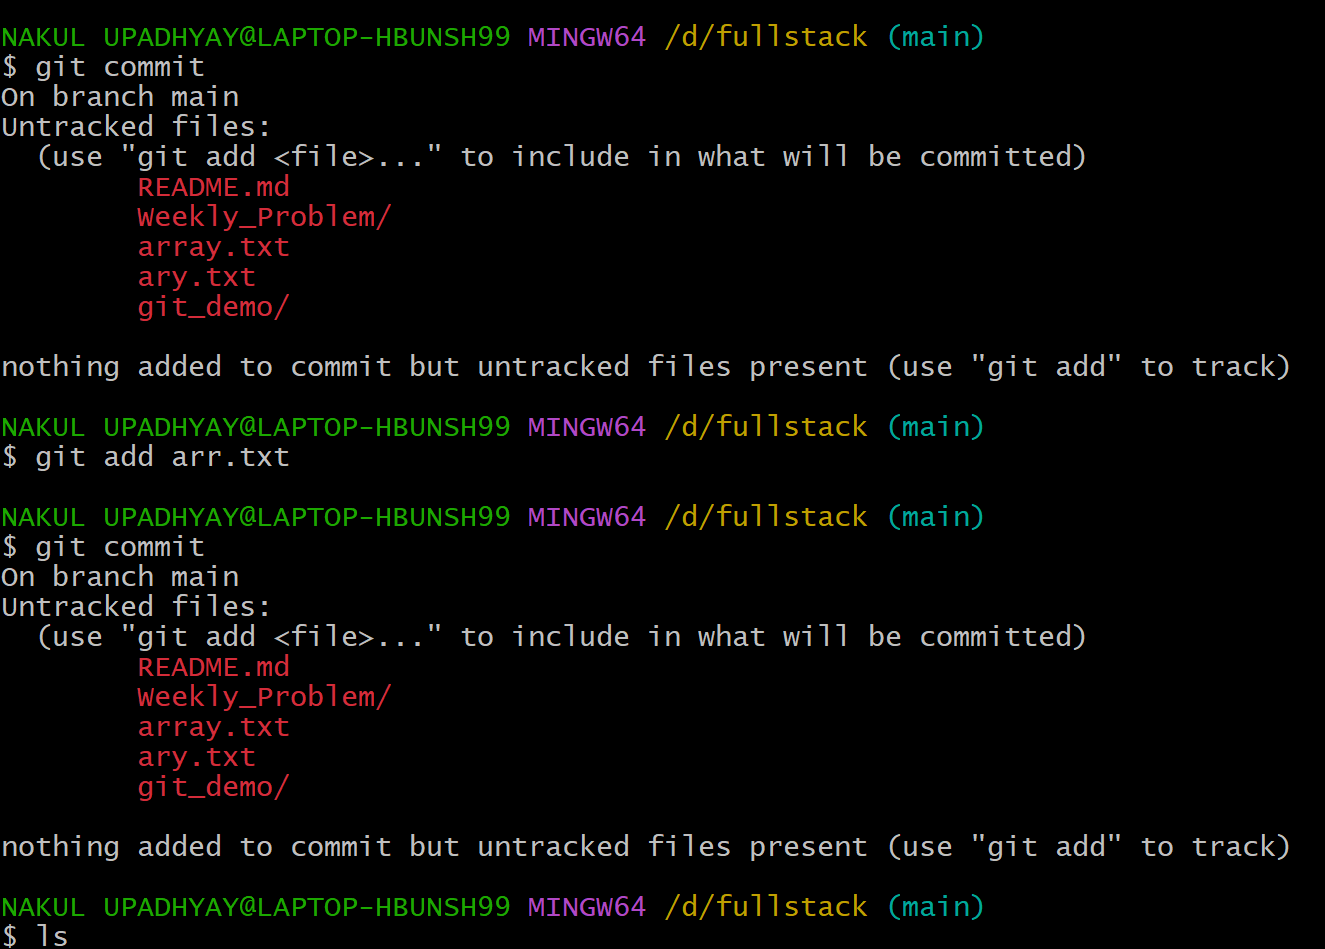 NAKUL UPADHYAY@LAPTOP-HBUNSH99 MINGW64 /d/fullstack (main)
$ git commit
On branch main
Untracked files:
  (use "git add <file>..." to include in what will be committed)
        README.md
        Weekly_Problem/
        array.txt
        ary.txt
        git_demo/

nothing added to commit but untracked files present (use "git add" to track)

NAKUL UPADHYAY@LAPTOP-HBUNSH99 MINGW64 /d/fullstack (main)
$ git add arr.txt

NAKUL UPADHYAY@LAPTOP-HBUNSH99 MINGW64 /d/fullstack (main)
$ git commit
On branch main
Untracked files:
  (use "git add <file>..." to include in what will be committed)
        README.md
        Weekly_Problem/
        array.txt
        ary.txt
        git_demo/

nothing added to commit but untracked files present (use "git add" to track)

NAKUL UPADHYAY@LAPTOP-HBUNSH99 MINGW64 /d/fullstack (main)
$ ls